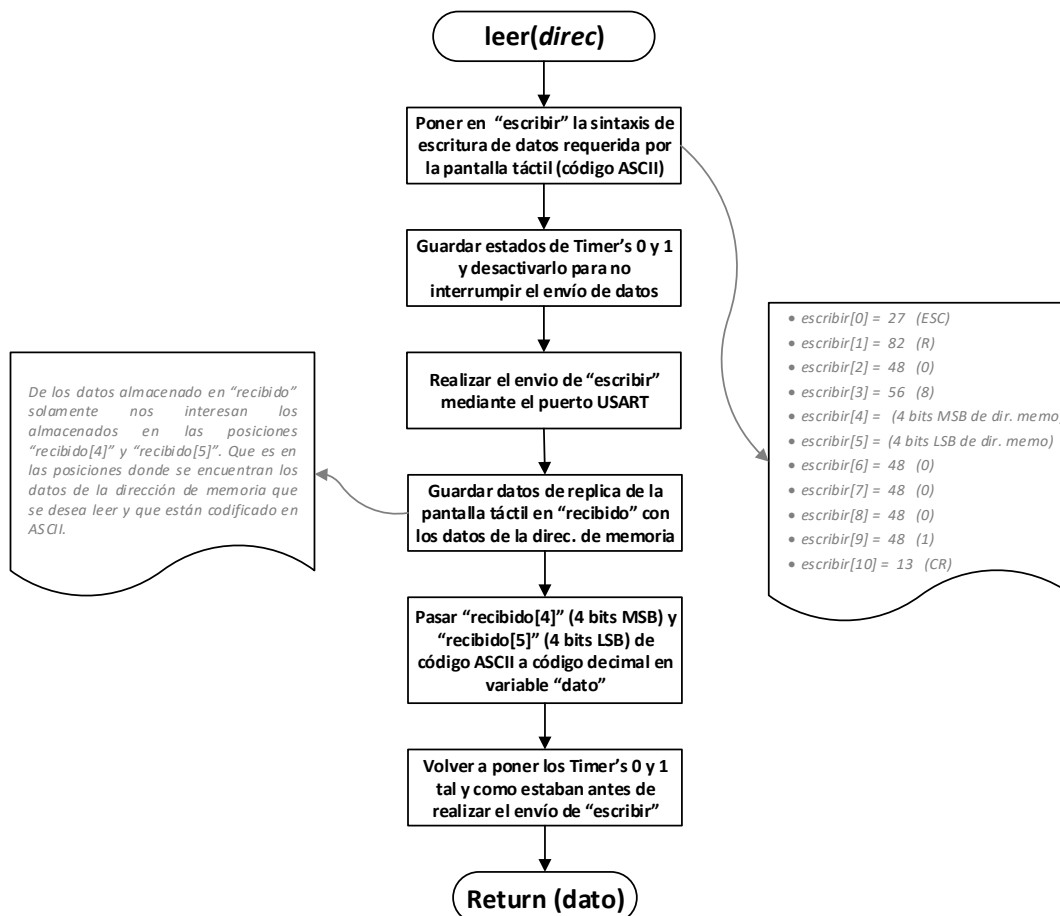 leer(direc)
Poner en “escribir” la sintaxis de
escritura de datos requerida por
la pantalla táctil (código ASCII)
Guardar estados de Timer’s 0 y 1
y desactivarlo para no
interrumpir el envío de datos
Realizar el envio de “escribir”
mediante el puerto USART
Guardar datos de replica de la
pantalla táctil en “recibido” con
los datos de la direc. de memoria
Pasar “recibido[4]” (4 bits MSB) y
“recibido[5]” (4 bits LSB) de
código ASCII a código decimal en
variable “dato”
Volver a poner los Timer’s 0 y 1
tal y como estaban antes de
realizar el envío de “escribir”
Return (dato)
De los datos almacenado en “recibido”
solamente nos interesan los
almacenados en las posiciones
“recibido[4]” y “recibido[5]”. Que es en
las posiciones donde se encuentran los
datos de la dirección de memoria que
se desea leer y que están codificado en
ASCII.
• escribir[0] = 27 (ESC)
• escribir[1] = 82 (R)
• escribir[2] = 48 (0)
• escribir[3] = 56 (8)
• escribir[4] = (4 bits MSB de dir. memo)
• escribir[5] = (4 bits LSB de dir. memo)
• escribir[6] = 48 (0)
• escribir[7] = 48 (0)
• escribir[8] = 48 (0)
• escribir[9] = 48 (1)
• escribir[10] = 13 (CR)